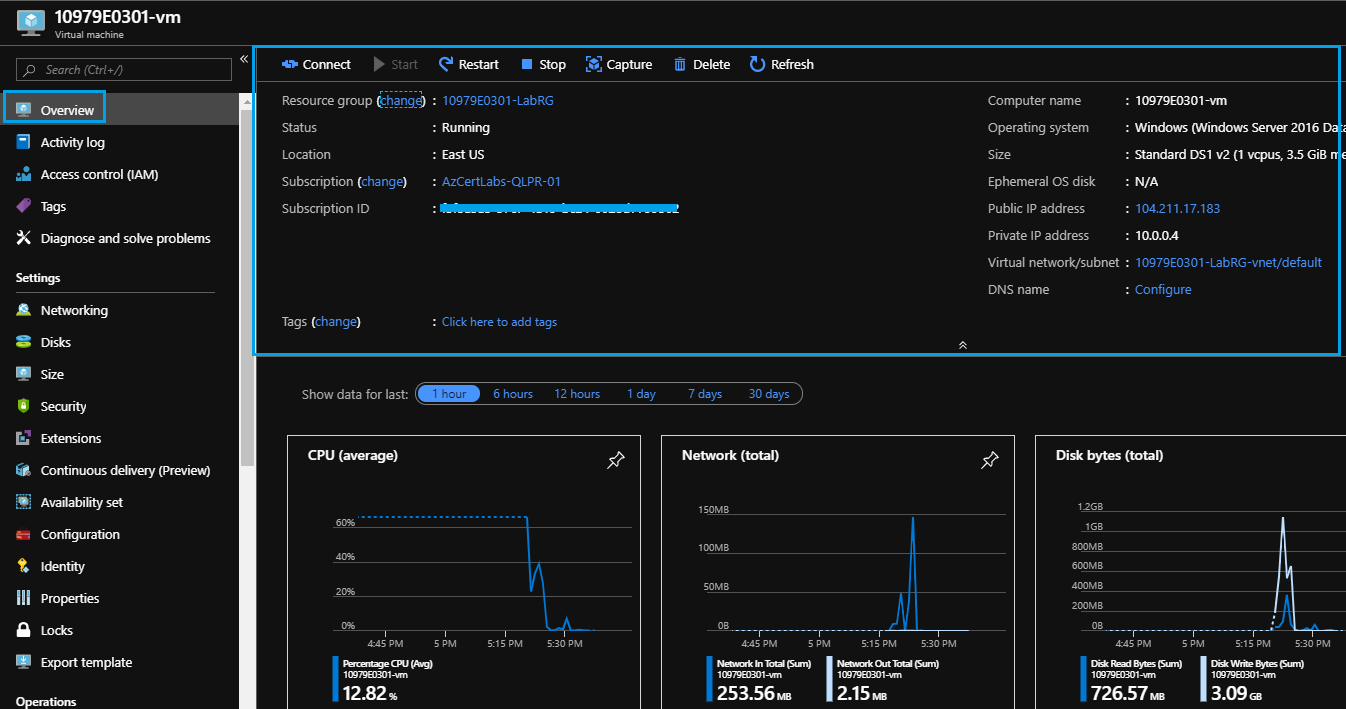 10979E0301-vm
Virtual machine
Search (Ctrl+/)
«
Overview
Activity log
Access control (IAM)
Tags
Diagnose and solve problems
Settings
Networking
Disks
Size
Security
Extensions
Continuous delivery (Preview)
Availability set
Configuration
Identity
Properties
Locks
Export template
Operations
Connect Start Restart Stop Capture Delete Refresh
Resource group (change) : 10979E0301-LabRG
Status : Running
Location : East US
Subscription (change) : AzCertLabs-QLPR-01
Subscription ID :
Tags (change) : Click here to add tags
Computer name : 10979E0301-vm
Operating system : Windows (Windows Server 2016 Data
Size : Standard DS1 v2 (1 vcpus, 3.5 GiB me
Ephemeral OS disk : N/A
Public IP address : 104.211.17.183
Private IP address : 10.0.0.4
Virtual network/subnet : 10979E0301-LabRG-vnet/default
DNS name : Configure
Show data for last: 1 hour 6 hours 12 hours 1 day 7 days 30 days
CPU (average)
60%
40%
20%
0%
4:45 PM 5 PM 5:15 PM 5:30 PM
Percentage CPU (Avg)
10979E0301-vm
12.82 %
Network (total)
150MB
100MB
50MB
0B
4:45 PM 5 PM 5:15 PM 5:30 PM
Network In Total (Sum)
10979E0301-vm
253.56 MB
Network Out Total (Sum)
10979E0301-vm
2.15 MB
Disk bytes (total)
1.2GB
1GB
800MB
600MB
400MB
200MB
0B
4:45 PM 5 PM 5:15 PM 5:30 PM
Disk Read Bytes (Sum)
10979E0301-vm
726.57 MB
Disk Write Bytes (Sum)
10979E0301-vm
3.09 GB